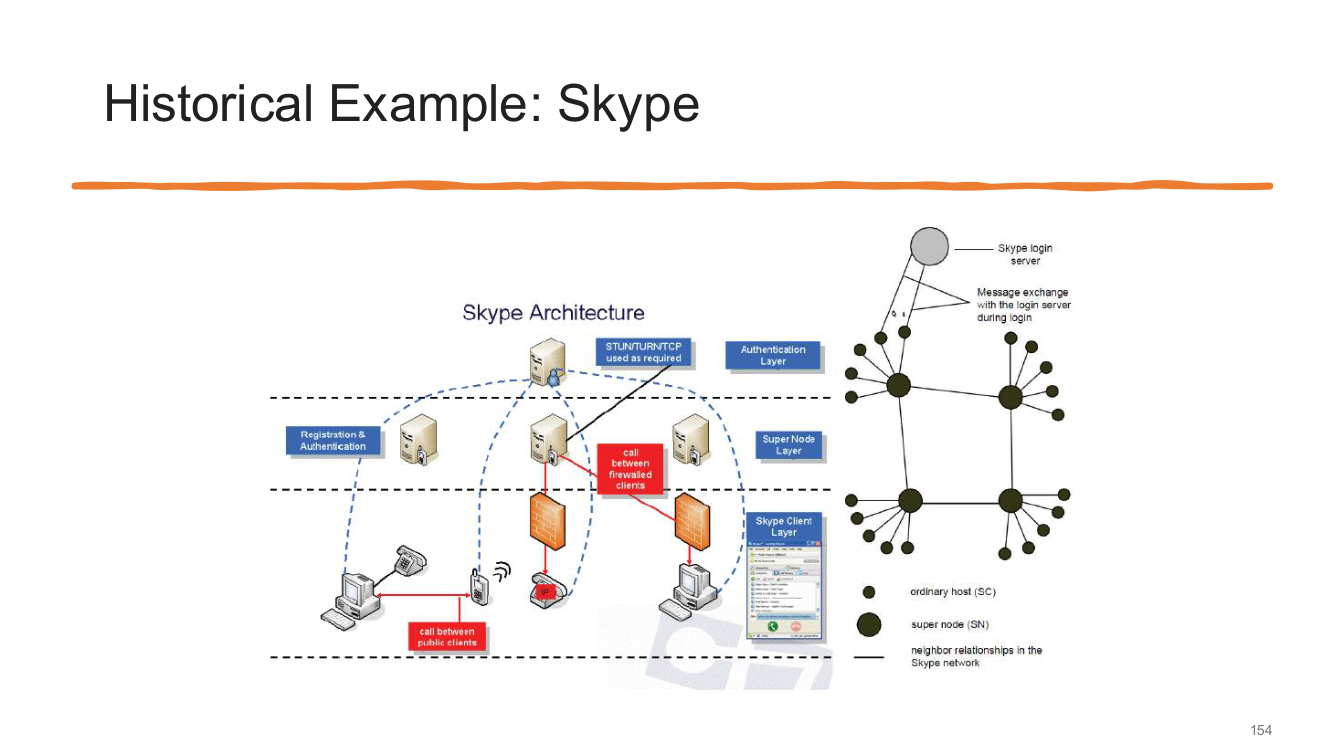 Historical Example: Skype
Skype Architecture
STUN/TURN/TCP
used as required
Authentication
Layer
Registration &
Authentication
Super Node
Layer
call
between
firewalled
clients
Skype Client
Layer
call between
public clients
Skype login
server
Message exchange
with the login server
during login
ordinary host (SC)
super node (SN)
neighbor relationships in the
Skype network
154